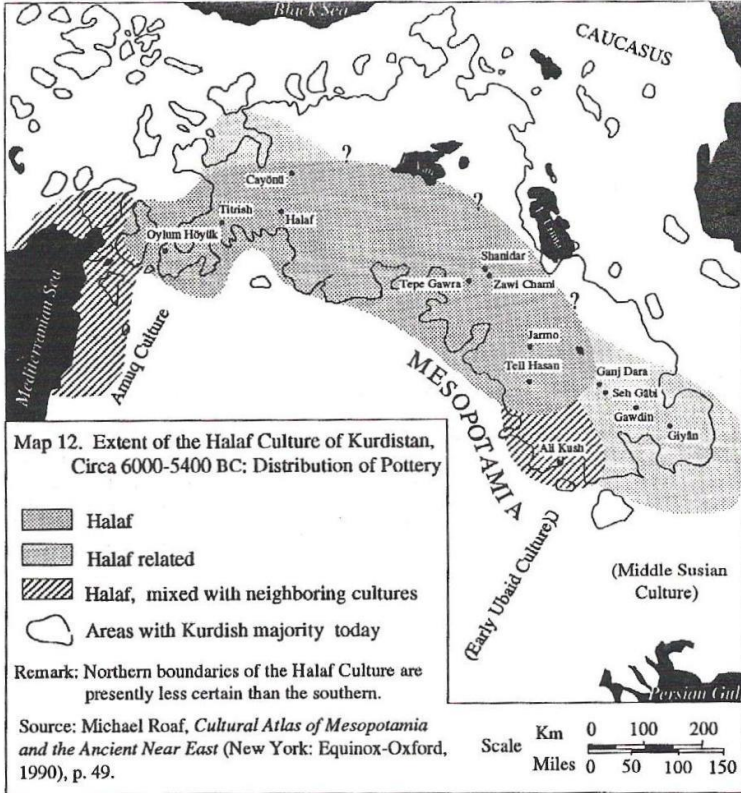 Black Sea
CAUCASUS
Van
?
?
?
Cayönü
Titrish
Halaf
Oylum Höyük
Shanidar
Zawi Chami
Tepe Gawra
Jarmo
Tell Hasan
Ganj Dara
Seh Gābi
Gawdin
Giyān
Ali Kush
Mediterranean Sea
Amuq Culture
MESOPOTAMIA
(Early Ubaid Culture)
(Middle Susian
Culture)
Persian Gulf
Map 12. Extent of the Halaf Culture of Kurdistan,
Circa 6000-5400 BC: Distribution of Pottery
Halaf
Halaf related
Halaf, mixed with neighboring cultures
Areas with Kurdish majority today
Remark: Northern boundaries of the Halaf Culture are
presently less certain than the southern.
Source: Michael Roaf, Cultural Atlas of Mesopotamia
and the Ancient Near East (New York: Equinox-Oxford,
1990), p. 49.
Scale
Km 0 100 200
Miles 0 50 100 150